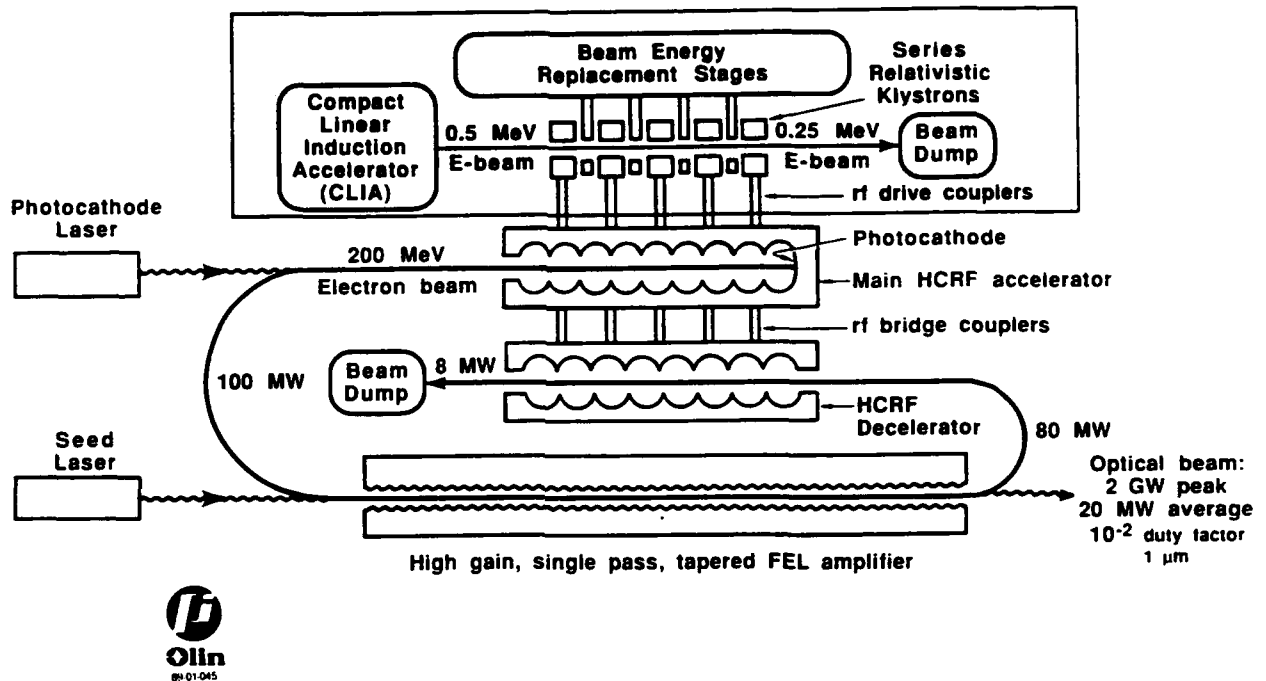 Beam Energy
Replacement Stages
Series
Relativistic
Klystrons
Compact
Linear
Induction
Accelerator
(CLIA)
0.5 MeV
E-beam
0.25 MeV
E-beam
Beam
Dump
rf drive couplers
Photocathode
Laser
200 MeV
Electron beam
Photocathode
Main HCRF accelerator
rf bridge couplers
100 MW
Beam
Dump
8 MW
HCRF
Decelerator
80 MW
Seed
Laser
Optical beam:
2 GW peak
20 MW average
10⁻² duty factor
1 µm
High gain, single pass, tapered FEL amplifier
Olin
89-01-045